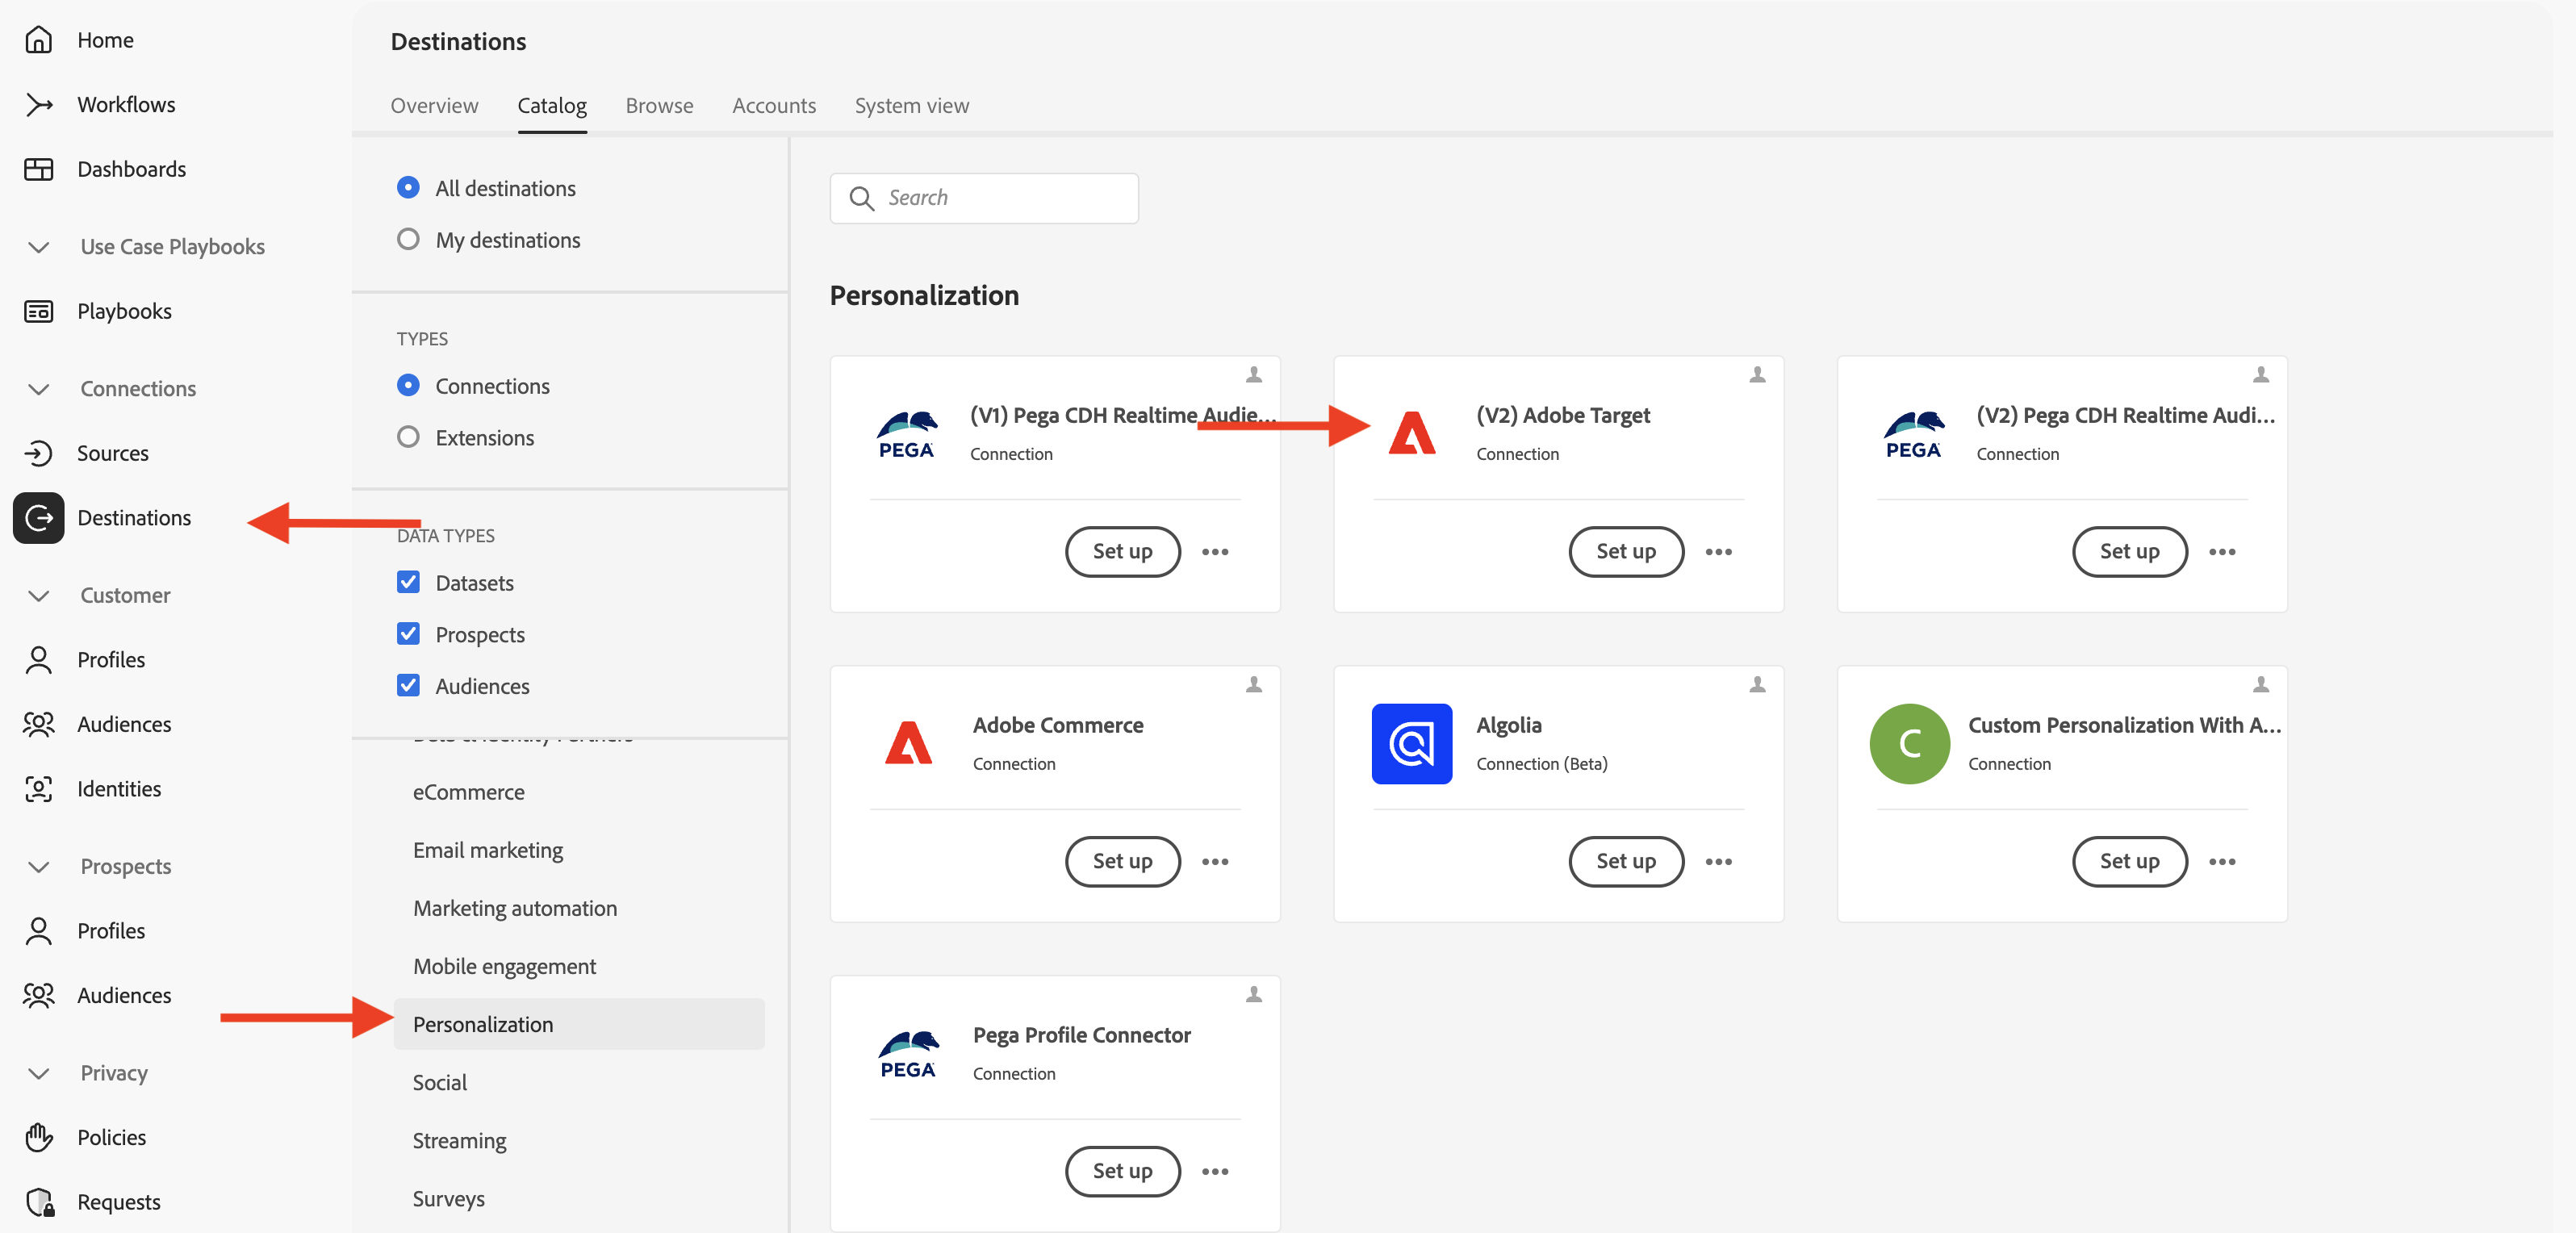 Home
Workflows
Dashboards
Use Case Playbooks
Playbooks
Connections
Sources
Destinations
Customer
Profiles
Audiences
Identities
Prospects
Profiles
Audiences
Privacy
Policies
Requests
Destinations
Overview Catalog Browse Accounts System view
All destinations
My destinations
TYPES
Connections
Extensions
DATA TYPES
Datasets
Prospects
Audiences
Data & Identity Partners
eCommerce
Email marketing
Marketing automation
Mobile engagement
Personalization
Social
Streaming
Surveys
Search
Personalization
PEGA
(V1) Pega CDH Realtime Audie...
Connection
Set up
(V2) Adobe Target
Connection
Set up
PEGA
(V2) Pega CDH Realtime Audi...
Connection
Set up
Adobe Commerce
Connection
Set up
Algolia
Connection (Beta)
Set up
C
Custom Personalization With A...
Connection
Set up
PEGA
Pega Profile Connector
Connection
Set up